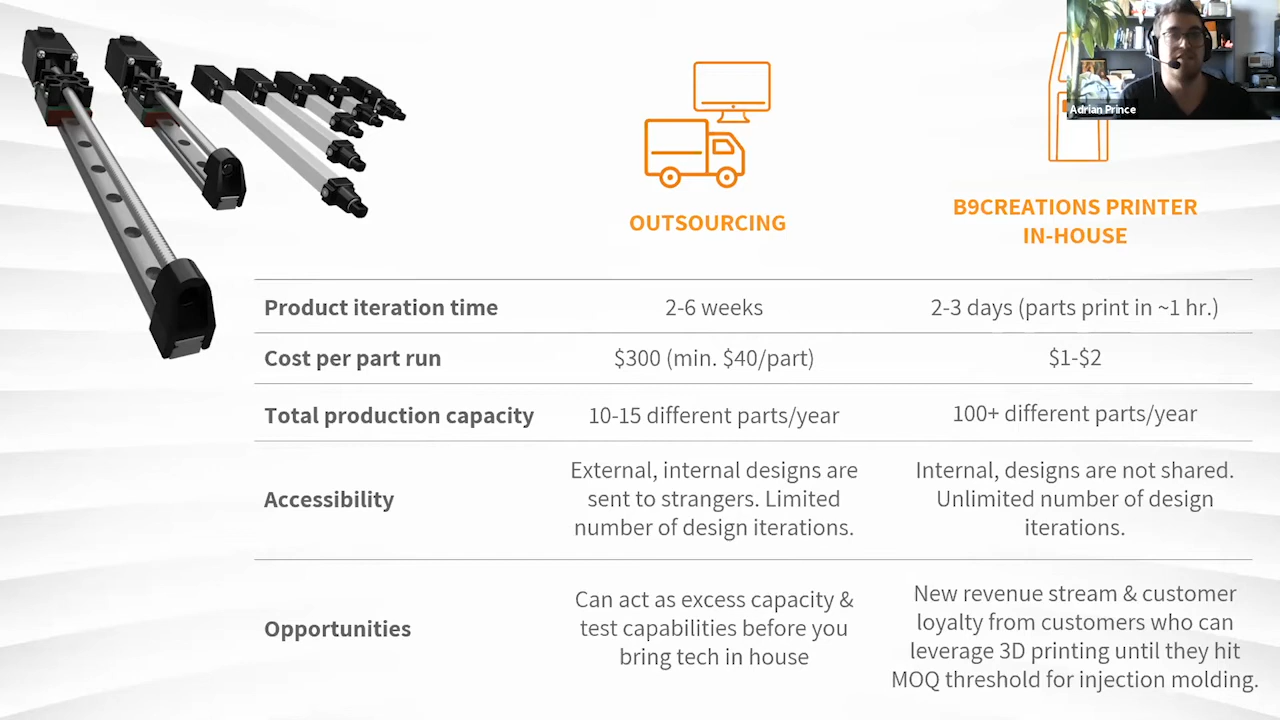 Adrian Prince
OUTSOURCING
B9CREATIONS PRINTER
IN-HOUSE
Product iteration time
2-6 weeks
2-3 days (parts print in ~1 hr.)
Cost per part run
$300 (min. $40/part)
$1-$2
Total production capacity
10-15 different parts/year
100+ different parts/year
Accessibility
External, internal designs are
sent to strangers. Limited
number of design iterations.
Internal, designs are not shared.
Unlimited number of design
iterations.
Opportunities
Can act as excess capacity &
test capabilities before you
bring tech in house
New revenue stream & customer
loyalty from customers who can
leverage 3D printing until they hit
MOQ threshold for injection molding.